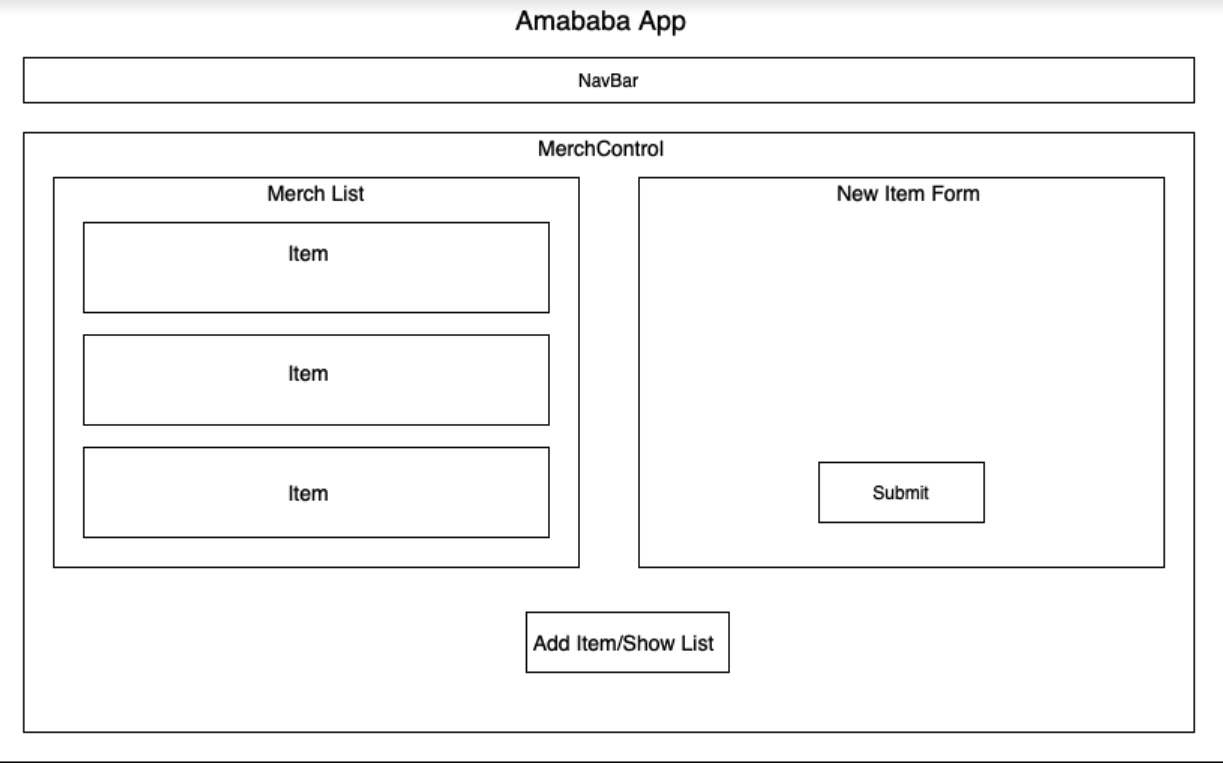 Amababa App
NavBar
MerchControl
Merch List
Item
Item
Item
New Item Form
Submit
Add Item/Show List